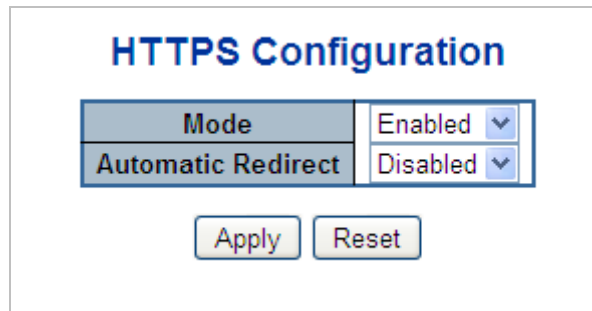 HTTPS Configuration
Mode Enabled
Automatic Redirect Disabled
Apply Reset